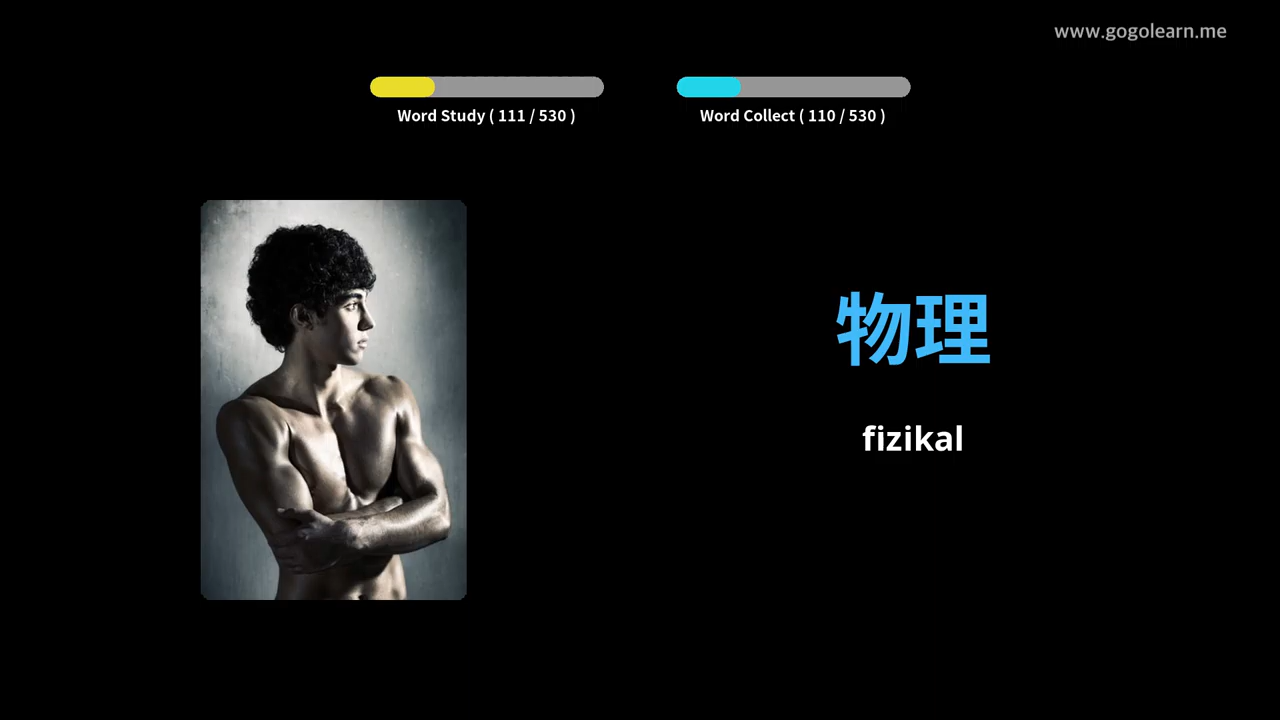 www.gogolearn.me
Word Study ( 111 / 530 )
Word Collect ( 110 / 530 )
物理
fizikal